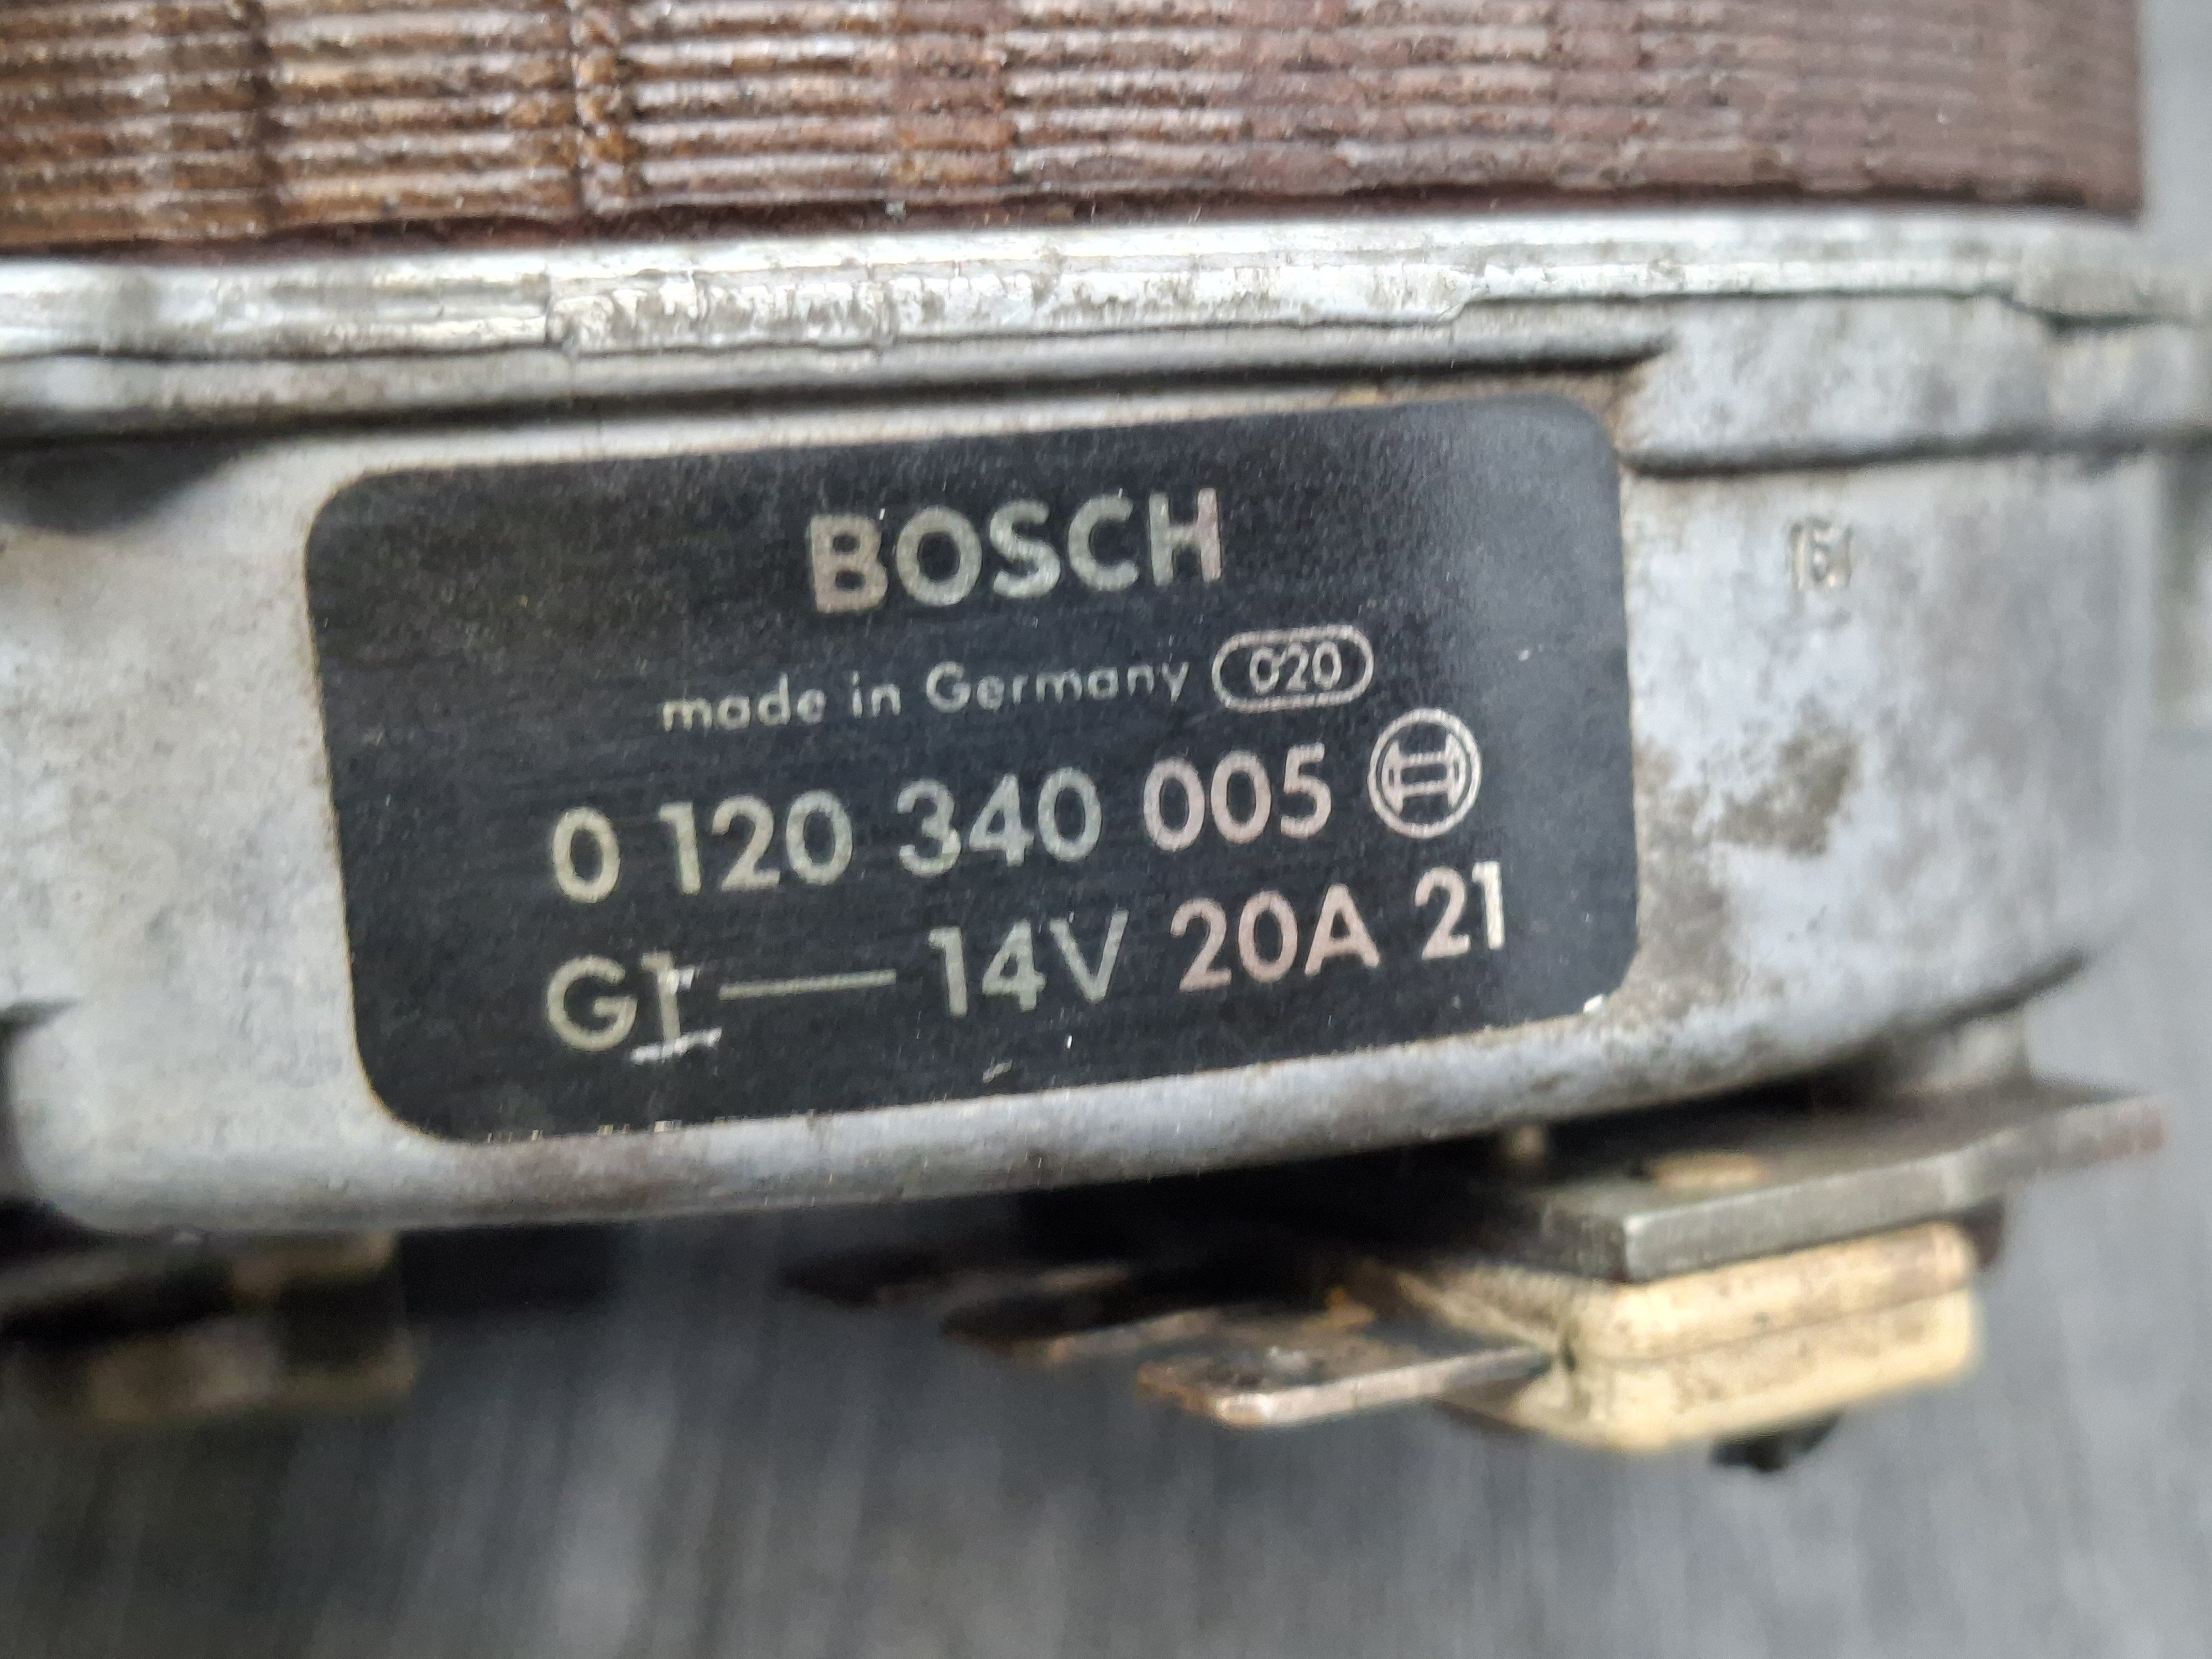 BOSCH
made in Germany 020
0 120 340 005
G1 — 14V 20A 21